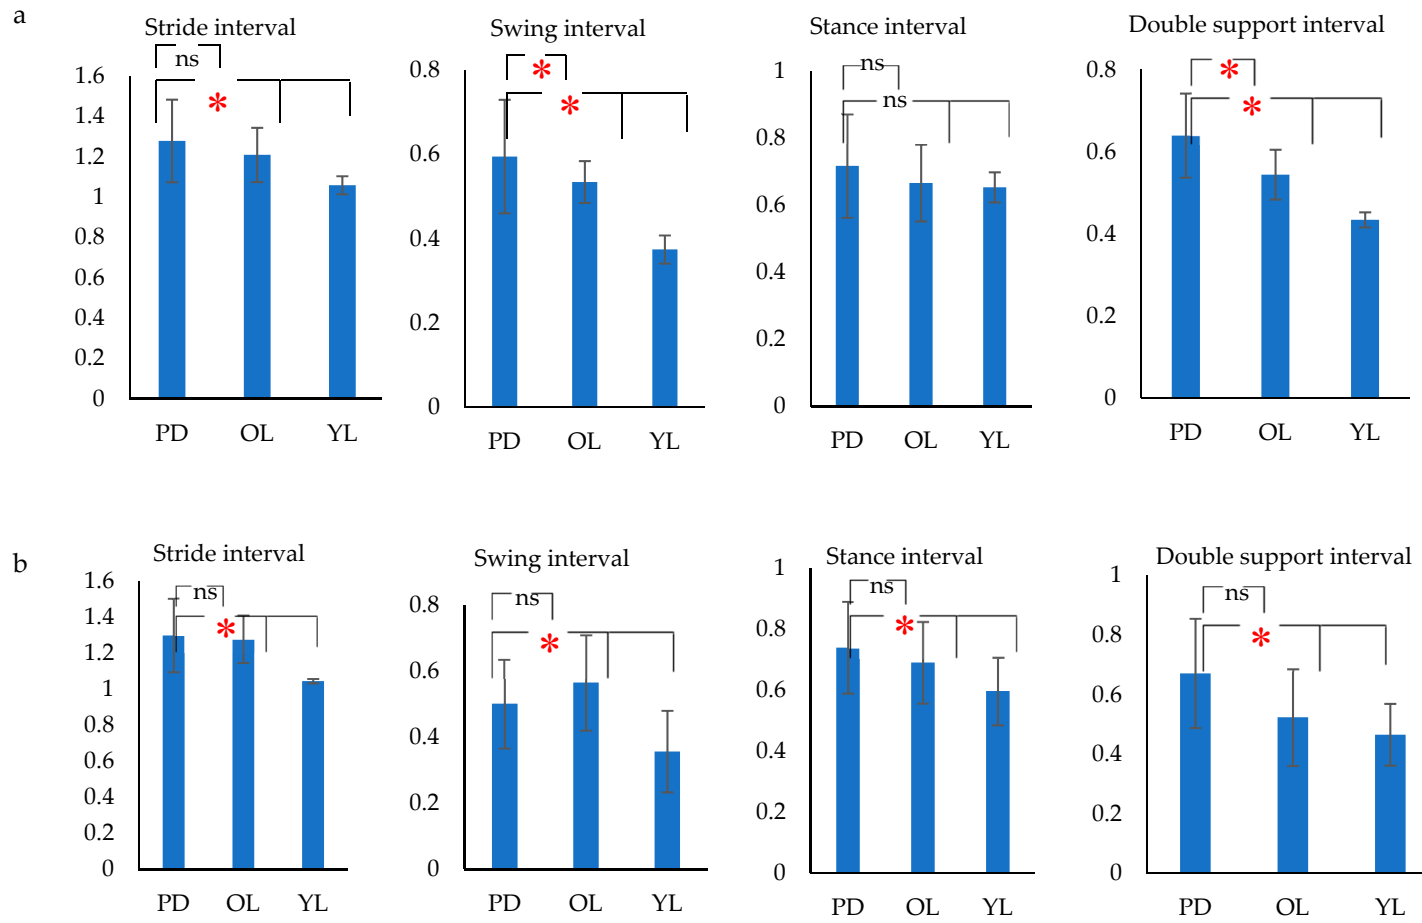 a
Stride interval
ns
*
1.6
1.4
1.2
1
0.8
0.6
0.4
0.2
0
PD OL YL
Swing interval
*
*
0.8
0.6
0.4
0.2
0
PD OL YL
Stance interval
ns
ns
1
0.8
0.6
0.4
0.2
0
PD OL YL
Double support interval
*
*
0.8
0.6
0.4
0.2
0
PD OL YL
b
Stride interval
ns
*
1.6
1.4
1.2
1
0.8
0.6
0.4
0.2
0
PD OL YL
Swing interval
ns
*
0.8
0.6
0.4
0.2
0
PD OL YL
Stance interval
ns
*
1
0.8
0.6
0.4
0.2
0
PD OL YL
Double support interval
ns
*
1
0.8
0.6
0.4
0.2
0
PD OL YL